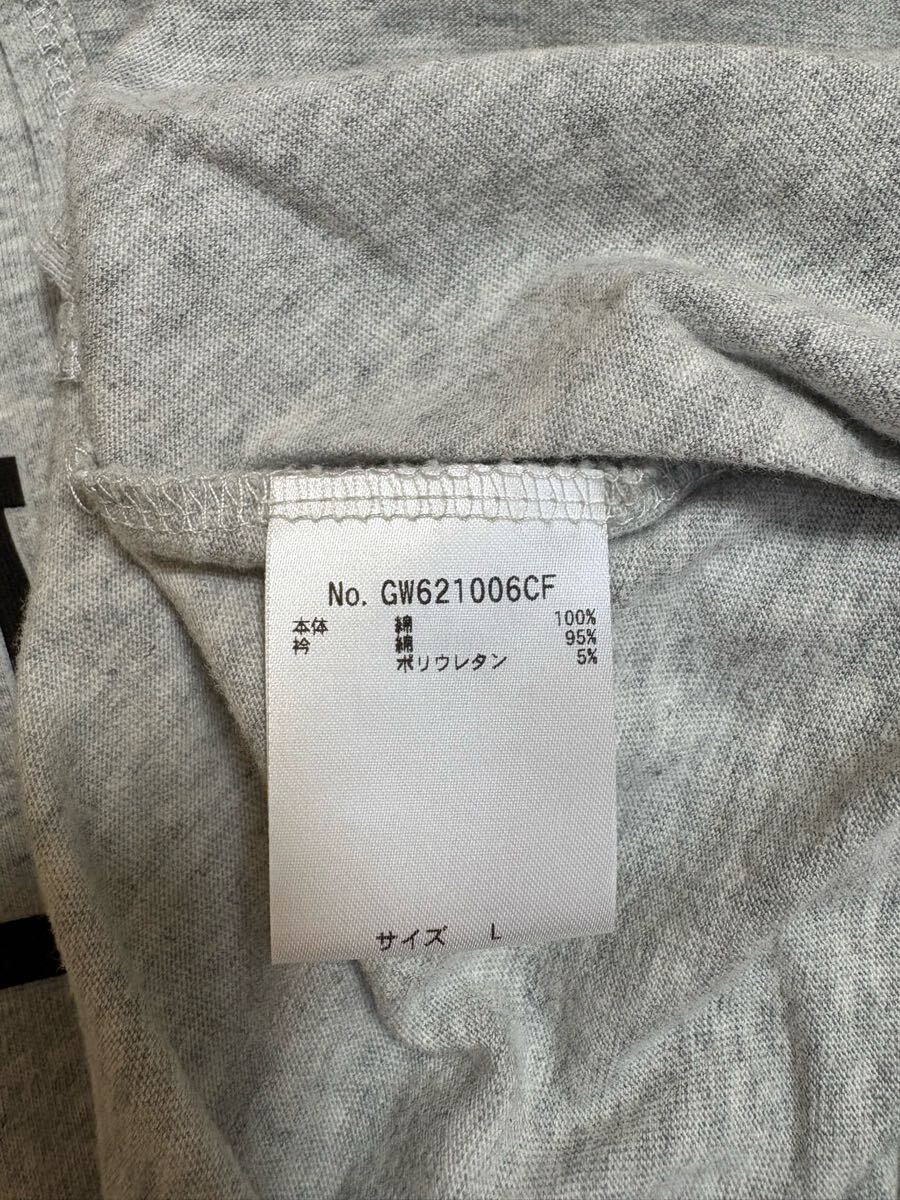 No. GW621006CF
本体 綿 100%
衿 綿 95%
ポリウレタン 5%
サイズ L